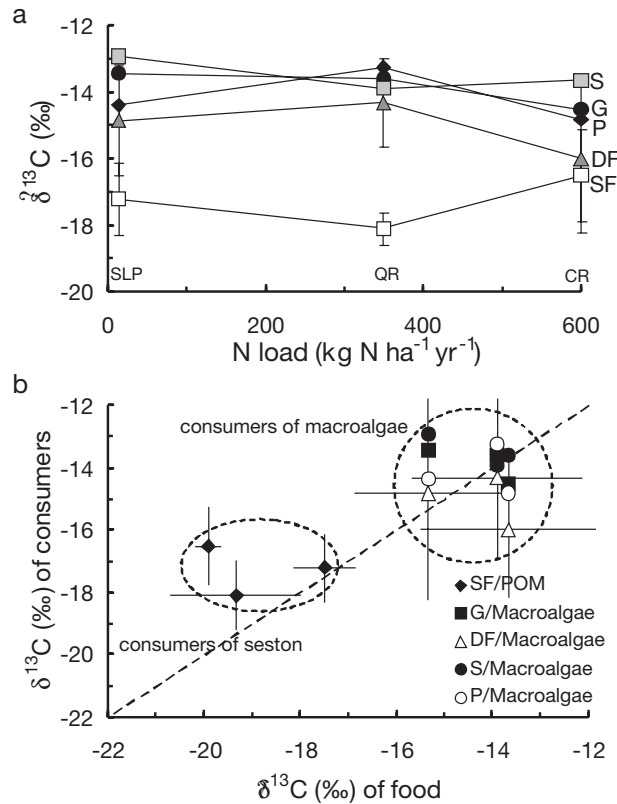 a
-12
-14
-16
-18
-20
δ13C (‰)
S
G
P
DF
SF
SLP
QR
CR
0
200
400
600
N load (kg N ha⁻¹ yr⁻¹)
b
-12
-14
-16
-18
-20
-22
δ¹³C (‰) of consumers
consumers of macroalgae
consumers of seston
SF/POM
G/Macroalgae
DF/Macroalgae
S/Macroalgae
P/Macroalgae
-22
-20
-18
-16
-14
-12
δ¹³C (‰) of food